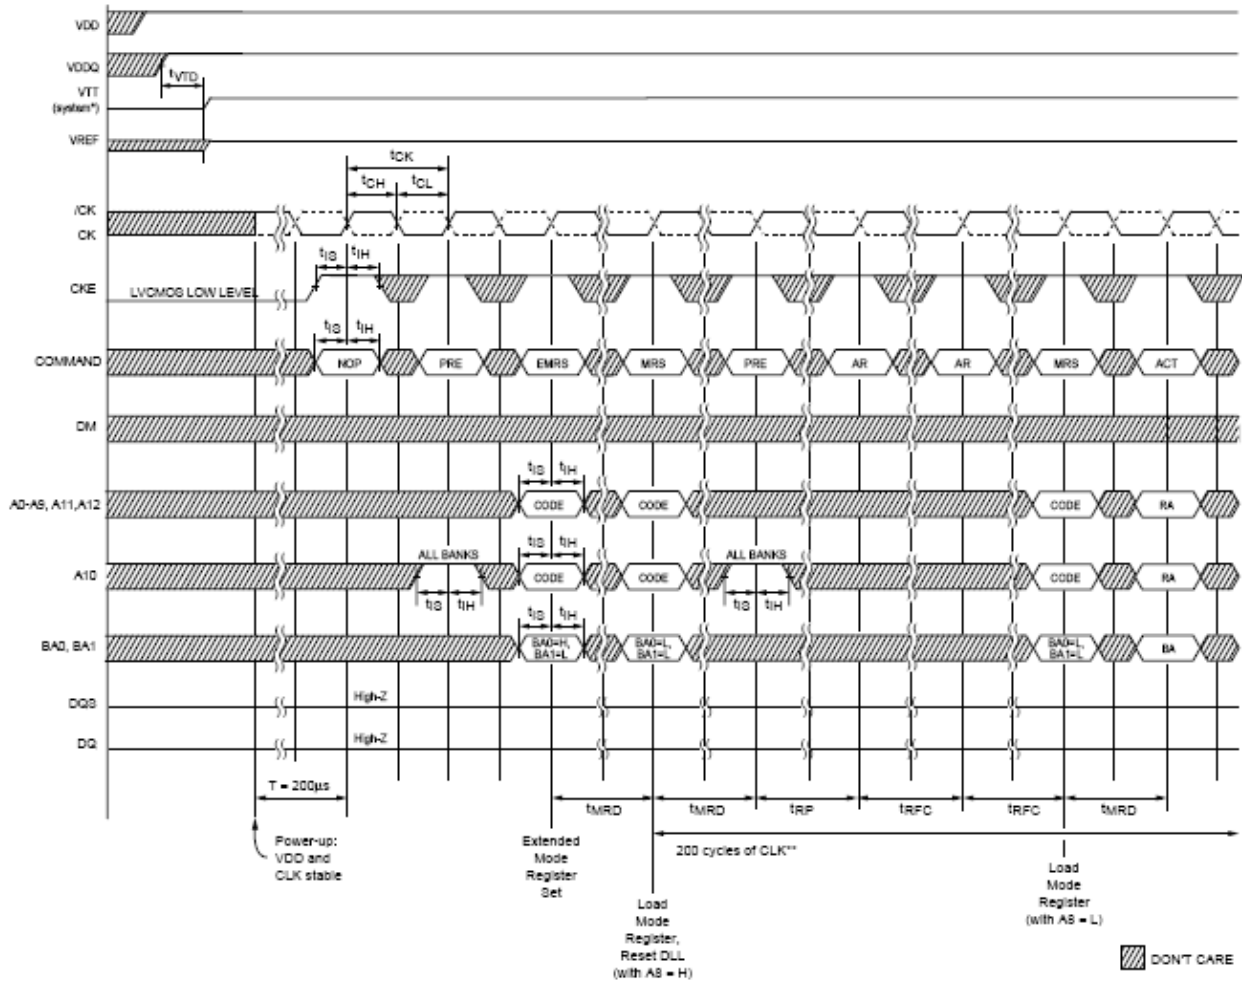 VDD
VDDQ
tVTD
VTT
(system*)
VREF
tCK
tCH tCL
/CK
CK
tIS tIH
CKE
LVCMOS LOW LEVEL
tIS tIH
COMMAND NOP PRE EMRS MRS PRE AR AR MRS ACT
DM
tIS tIH
A0-A9, A11,A12 CODE CODE CODE RA
ALL BANKS tIS tIH ALL BANKS
A10 CODE CODE CODE RA
tIS tIH tIS tIH
tIS tIH
BA0, BA1 BA0=H, BA0=L, BA0=L, BA
BA1=L BA1=L BA1=L
DQS High-Z
DQ High-Z
T = 200µs
tMRD tMRD tRP tRFC tRFC tMRD
Power-up:
VDD and
CLK stable
Extended
Mode
Register
Set
200 cycles of CLK**
Load
Mode
Register,
Reset DLL
(with A8 = H)
Load
Mode
Register
(with A8 = L)
DON'T CARE